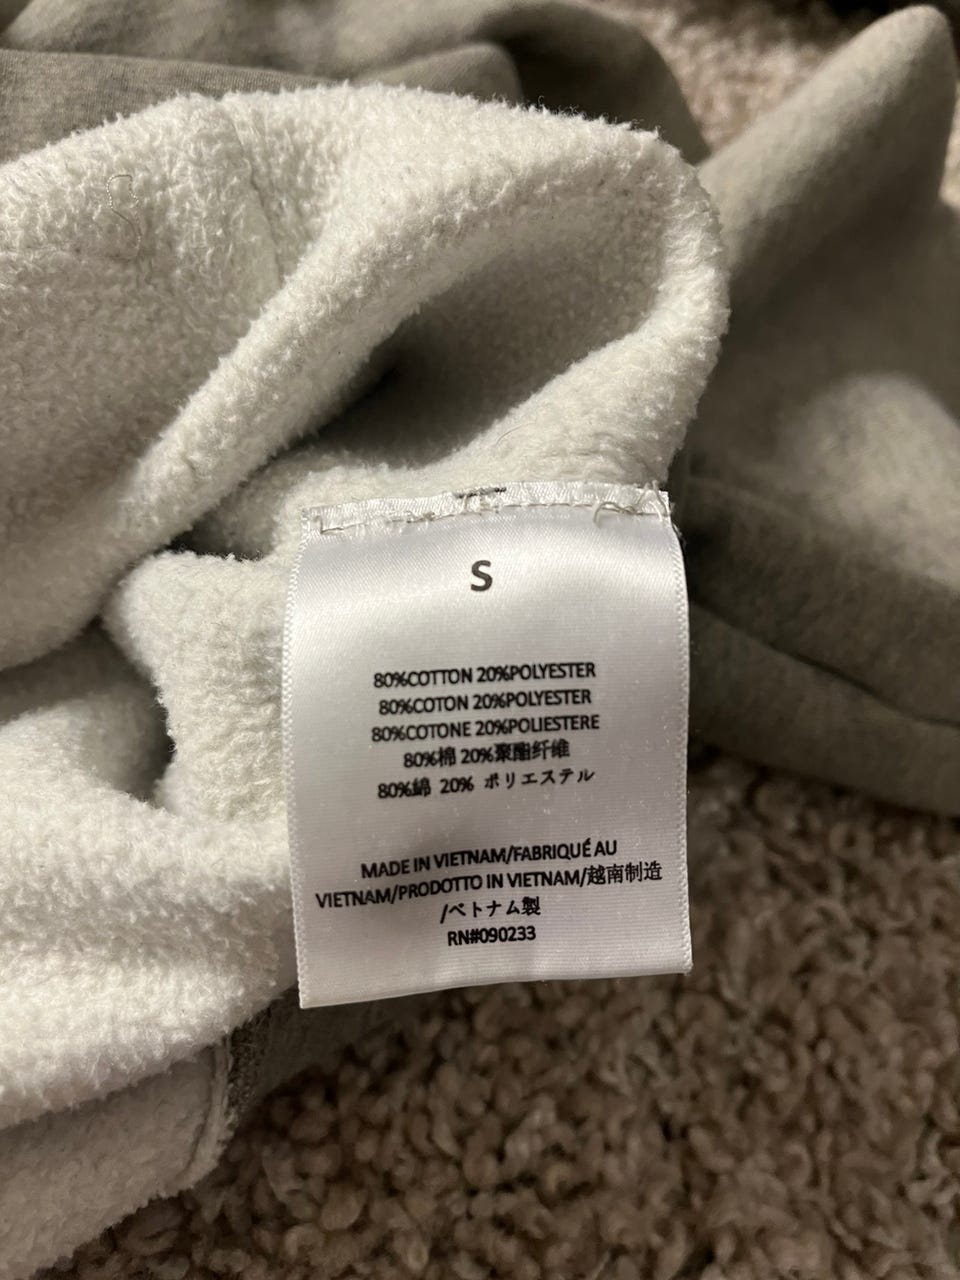 S
80%COTTON 20%POLYESTER
80%COTON 20%POLYESTER
80%COTONE 20%POLIESTERE
80%棉 20%聚酯纤维
80%綿 20% ポリエステル
MADE IN VIETNAM/FABRIQUÉ AU
VIETNAM/PRODOTTO IN VIETNAM/越南制造
/ベトナム製
RN#090233